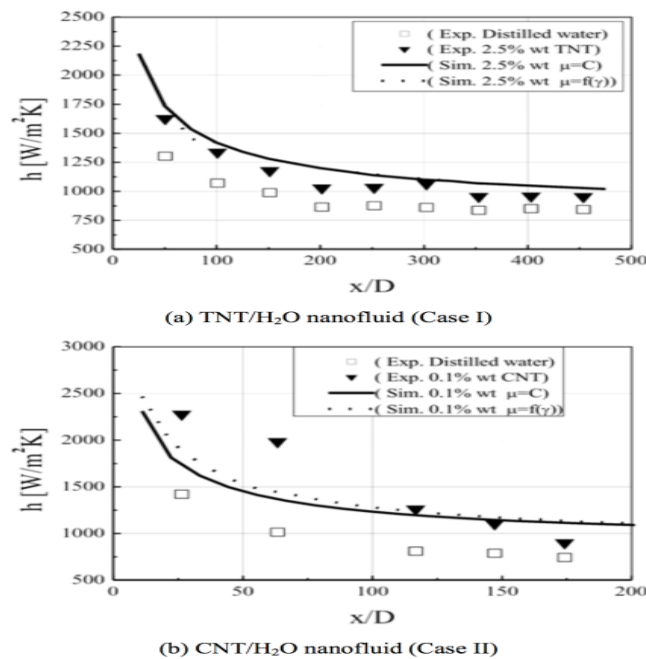 2500
2250
2000
1750
1500
1250
1000
750
500
h [W/m²K]
( Exp. Distilled water)
( Exp. 2.5% wt TNT)
( Sim. 2.5% wt μ=C)
( Sim. 2.5% wt μ=f(γ))
0 100 200 300 400 500
x/D
(a) TNT/H₂O nanofluid (Case I)
3000
2500
2000
1500
1000
500
h [W/m²K]
( Exp. Distilled water)
( Exp. 0.1% wt CNT)
( Sim. 0.1% wt μ=C)
( Sim. 0.1% wt μ=f(γ))
0 50 100 150 200
x/D
(b) CNT/H₂O nanofluid (Case II)